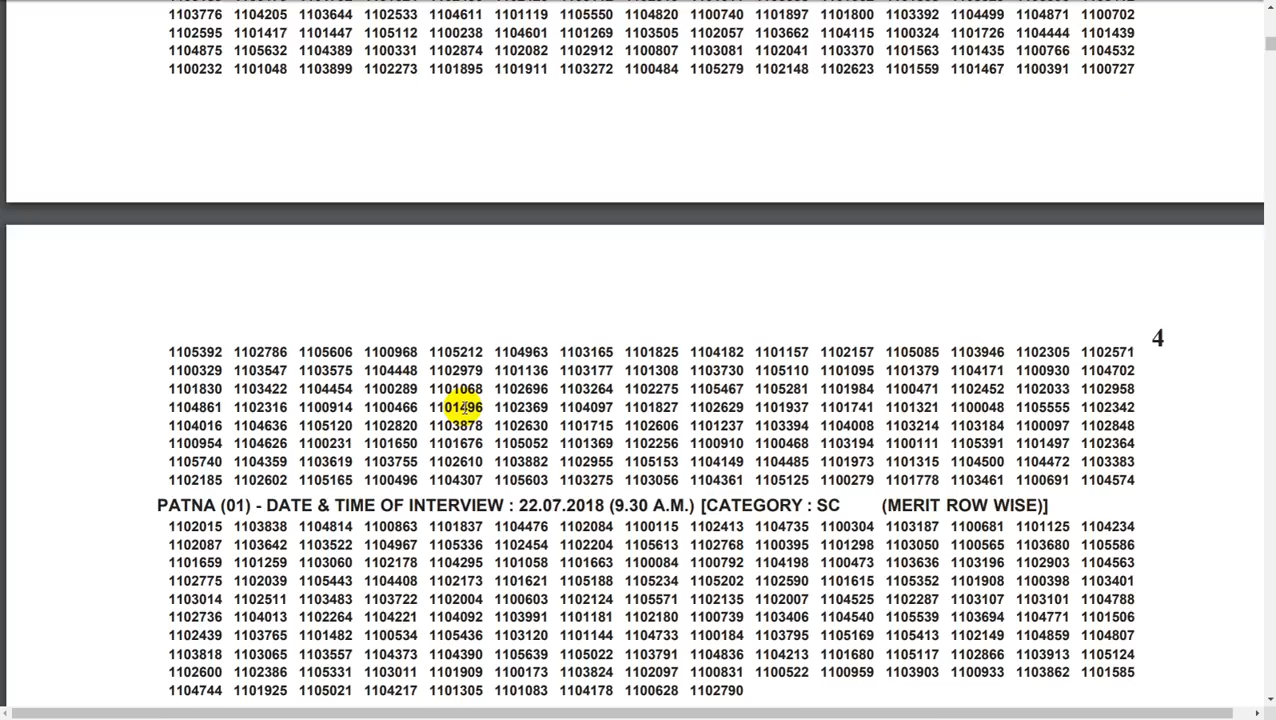 1103776 1104205 1103644 1102533 1104611 1101119 1105550 1104820 1100740 1101897 1101800 1103392 1104499 1104871 1100702
1102595 1101417 1101447 1105112 1100238 1104601 1101269 1103505 1102057 1103662 1104115 1100324 1101726 1104444 1101439
1104875 1105632 1104389 1100331 1102874 1102082 1102912 1100807 1103081 1102041 1103370 1101563 1101435 1100766 1104532
1100232 1101048 1103899 1102273 1101895 1101911 1103272 1100484 1105279 1102148 1102623 1101559 1101467 1100391 1100727
4
1105392 1102786 1105606 1100968 1105212 1104963 1103165 1101825 1104182 1101157 1102157 1105085 1103946 1102305 1102571
1100329 1103547 1103575 1104448 1102979 1101136 1103177 1101308 1103730 1105110 1101095 1101379 1104171 1100930 1104702
1101830 1103422 1104454 1100289 1101068 1102696 1103264 1102275 1105467 1105281 1101984 1100471 1102452 1102033 1102958
1104861 1102316 1100914 1100466 1101496 1102369 1104097 1101827 1102629 1101937 1101741 1101321 1100048 1105555 1102342
1104016 1104636 1105120 1102820 1103878 1102630 1101715 1102606 1101237 1103394 1104008 1103214 1103184 1100097 1102848
1100954 1104626 1100231 1101650 1101676 1105052 1101369 1102256 1100910 1100468 1103194 1100111 1105391 1101497 1102364
1105740 1104359 1103619 1103755 1102610 1103882 1102955 1105153 1104149 1104485 1101973 1101315 1104500 1104472 1103383
1102185 1102602 1105165 1100496 1104307 1105603 1103275 1103056 1104361 1105125 1100279 1101778 1103461 1100691 1104574
PATNA (01) - DATE & TIME OF INTERVIEW : 22.07.2018 (9.30 A.M.) [CATEGORY : SC (MERIT ROW WISE)]
1102015 1103838 1104814 1100863 1101837 1104476 1102084 1100115 1102413 1104735 1100304 1103187 1100681 1101125 1104234
1102087 1103642 1103522 1104967 1105336 1102454 1102204 1105613 1102768 1100395 1101298 1103050 1100565 1103680 1105586
1101659 1101259 1103060 1102178 1104295 1101058 1101663 1100084 1100792 1104198 1100473 1103636 1103196 1102903 1104563
1102775 1102039 1105443 1104408 1102173 1101621 1105188 1105234 1105202 1102590 1101615 1105352 1101908 1100398 1103401
1103014 1102511 1103483 1103722 1102004 1100603 1102124 1105571 1102135 1102007 1104525 1102287 1103107 1103101 1104788
1102736 1104013 1102264 1104221 1104092 1103991 1101181 1102180 1100739 1103406 1104540 1105539 1103694 1104771 1101506
1102439 1103765 1101482 1100534 1105436 1103120 1101144 1104733 1100184 1103795 1105169 1105413 1102149 1104859 1104807
1103818 1103065 1103557 1104373 1104390 1105639 1105022 1103791 1104836 1104213 1101680 1105117 1102866 1103913 1105124
1102600 1102386 1105331 1103011 1101909 1100173 1103824 1102097 1100831 1100522 1100959 1103903 1100933 1103862 1101585
1104744 1101925 1105021 1104217 1101305 1101083 1104178 1100628 1102790